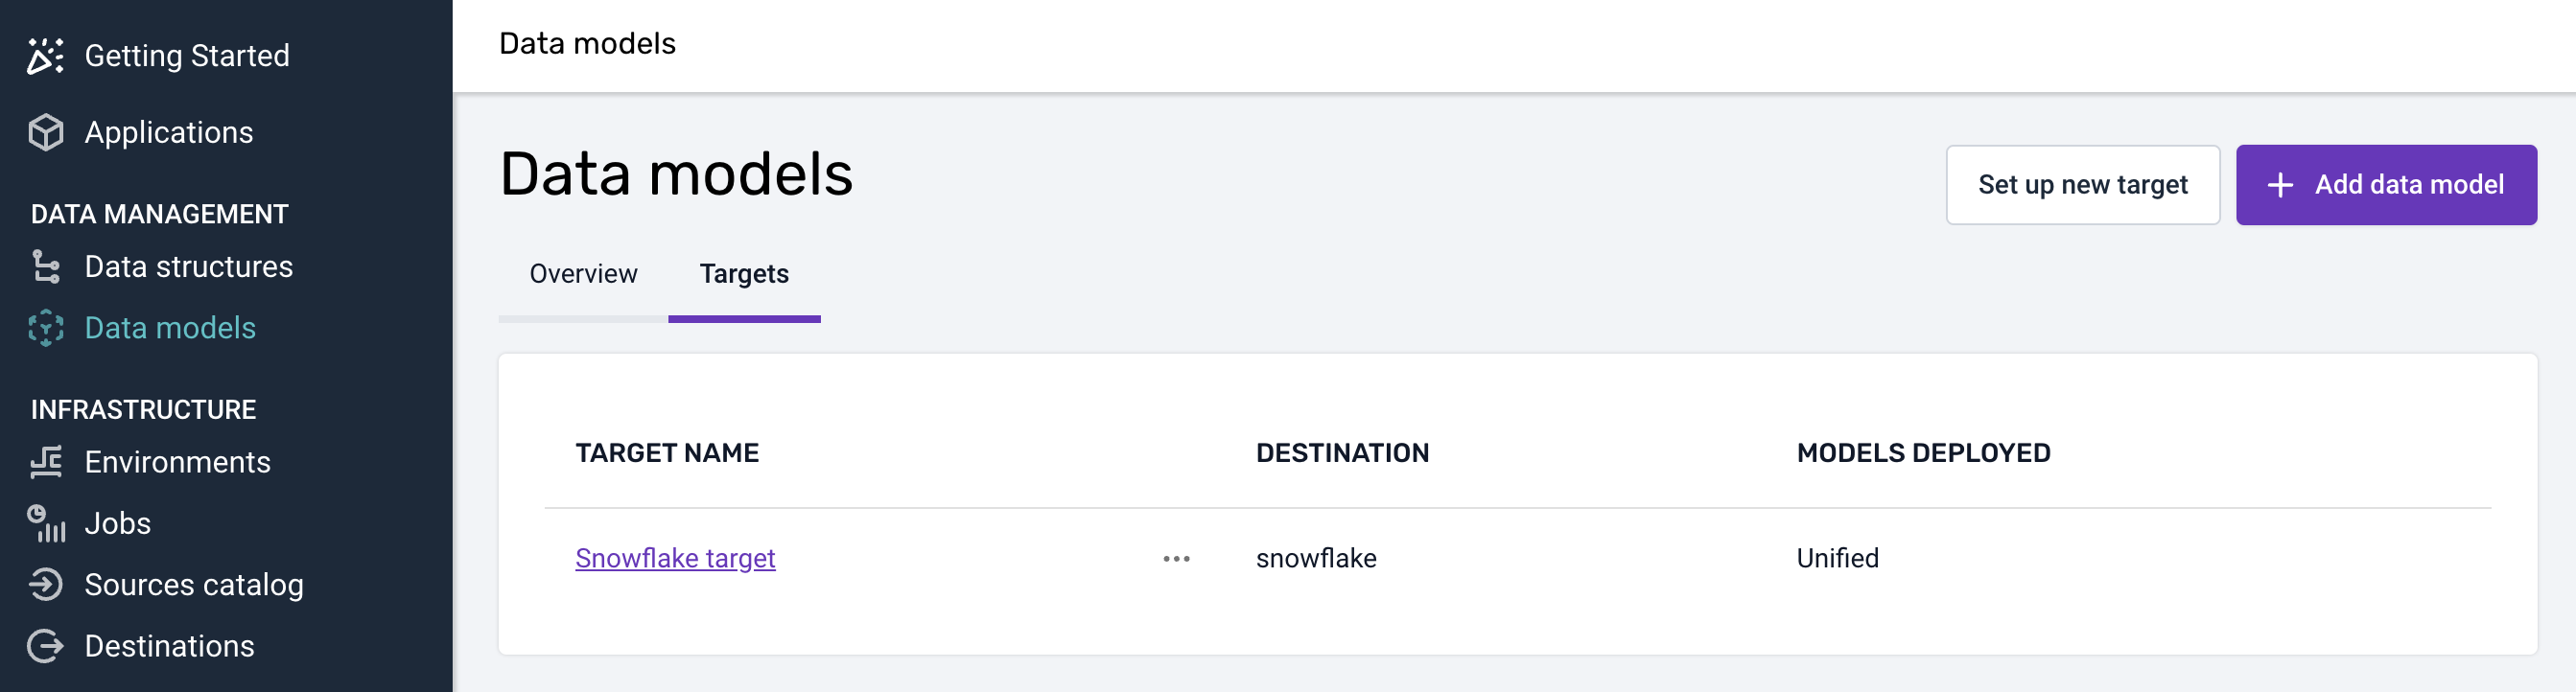 Getting Started
Applications
DATA MANAGEMENT
Data structures
Data models
INFRASTRUCTURE
Environments
Jobs
Sources catalog
Destinations
Data models
Data models
Set up new target
Add data model
Overview
Targets
TARGET NAME
DESTINATION
MODELS DEPLOYED
Snowflake target
snowflake
Unified